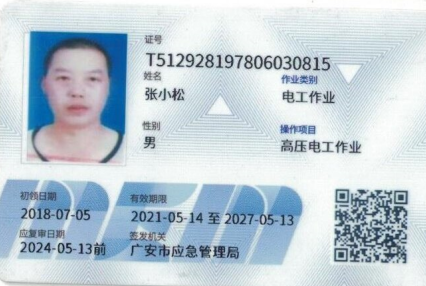 证号
T512928197806030815
姓名
作业类别
张小松
电工作业
性别
操作项目
男
高压电工作业
初领日期
有效期限
2018-07-05
2021-05-14 至 2027-05-13
应复审日期
签发机关
2024-05-13前
广安市应急管理局